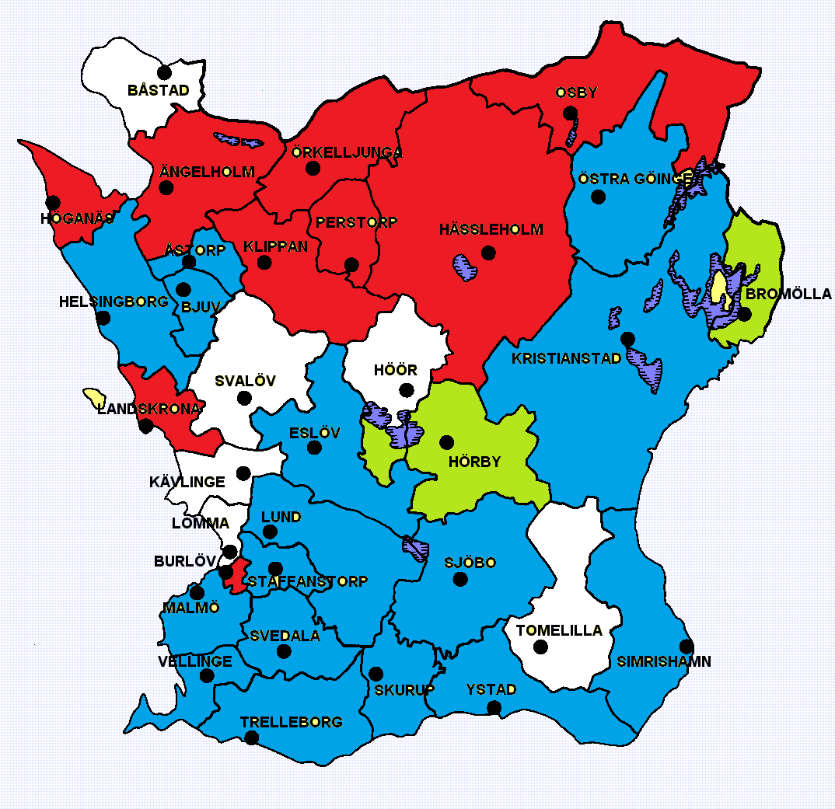 BÅSTAD
ÖSBY
ÖRKELLJUNGA
ÄNGELHOLM
ÖSTRA GÖINGE
HÖGANÄS
PERSTORP
HÄSSLEHOLM
ÅSTORP
KLIPPAN
BROMÖLLA
HELSINGBORG
BJUV
KRISTIANSTAD
HÖÖR
SVALÖV
LANDSKRONA
ESLÖV
HÖRBY
KÄVLINGE
LUND
LOMMA
BURLÖV
SJÖBO
STAFFANSTORP
MALMÖ
TOMELILLA
SVEDALA
VELLINGE
SIMRISHAMN
SKURUP
YSTAD
TRELLEBORG